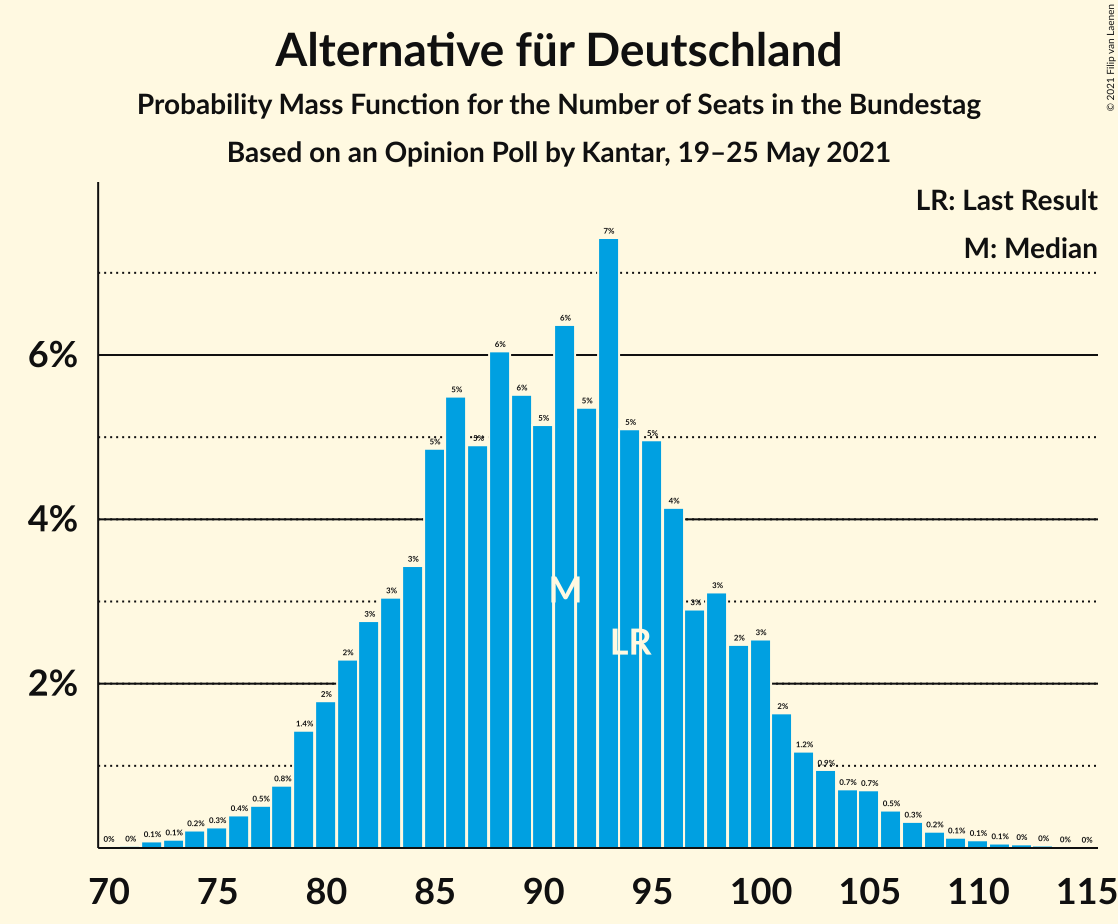 Alternative für Deutschland
Probability Mass Function for the Number of Seats in the Bundestag
Based on an Opinion Poll by Kantar, 19–25 May 2021
© 2021 Filip van Laenen
LR: Last Result
M: Median
6%
4%
2%
0% 0% 0.1% 0.1% 0.2% 0.3% 0.4% 0.5% 0.8% 1.4% 2% 2% 3% 3% 3% 5% 5% 5% 6% 6% 5% 6% 5% 7% 5% 5% 4% 3% 3% 2% 3% 2% 1.2% 0.9% 0.7% 0.7% 0.5% 0.3% 0.2% 0.1% 0.1% 0.1% 0% 0% 0% 0%
M
LR
70 75 80 85 90 95 100 105 110 115